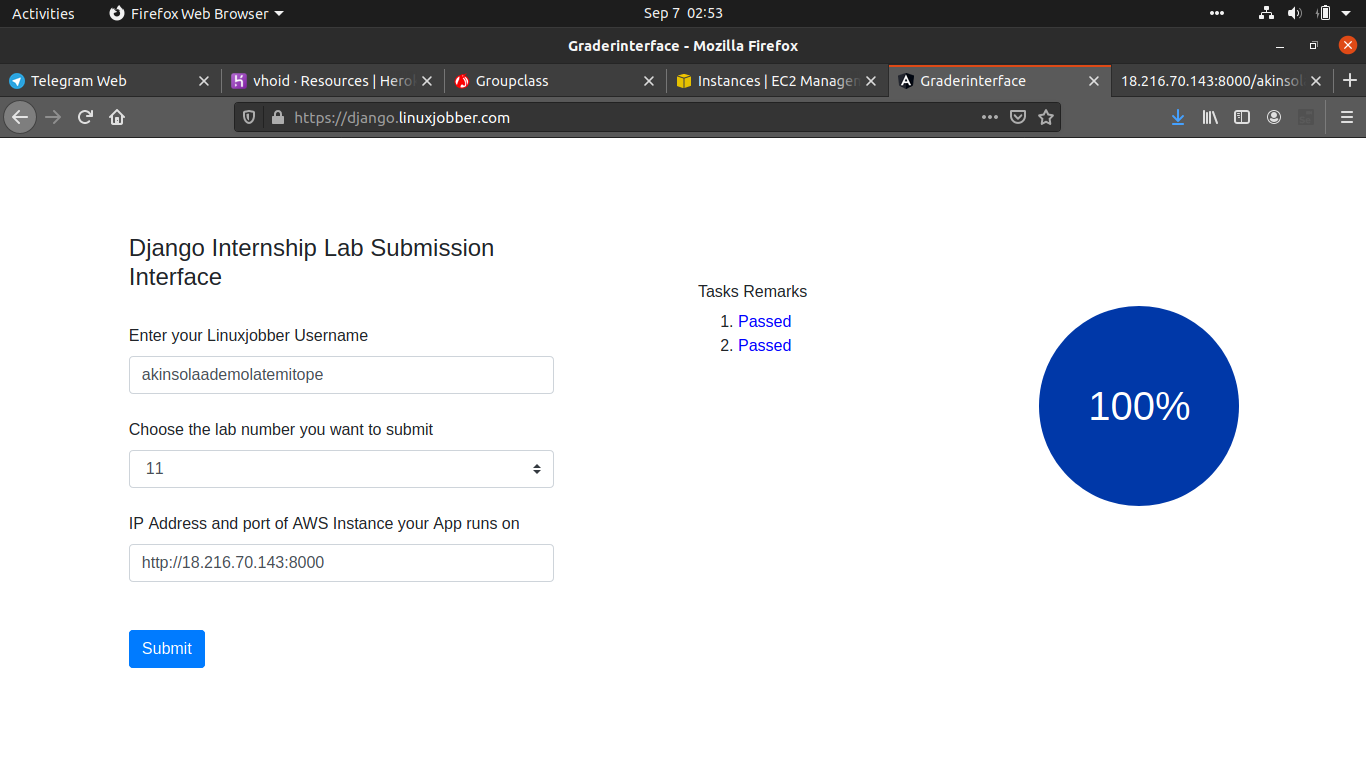 Activities
Firefox Web Browser
Sep 7 02:53
Graderinterface - Mozilla Firefox
Telegram Web
vhoid · Resources | Hero
Groupclass
Instances | EC2 Manage
Graderinterface
18.216.70.143:8000/akinsol
https://django.linuxjobber.com
Django Internship Lab Submission
Interface
Enter your Linuxjobber Username
akinsolaademolatemitope
Choose the lab number you want to submit
11
IP Address and port of AWS Instance your App runs on
http://18.216.70.143:8000
Submit
Tasks Remarks
1. Passed
2. Passed
100%